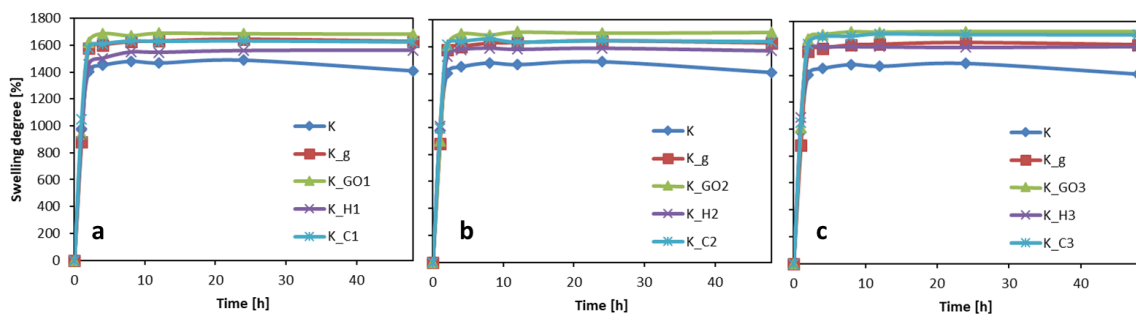 Swelling degree [%]
1800
1600
1400
1200
1000
800
600
400
200
0
K
K_g
K_GO1
K_H1
K_C1
a
0 10 20 30 40
Time [h]
K
K_g
K_GO2
K_H2
K_C2
b
0 10 20 30 40
Time [h]
K
K_g
K_GO3
K_H3
K_C3
c
0 10 20 30 40
Time [h]